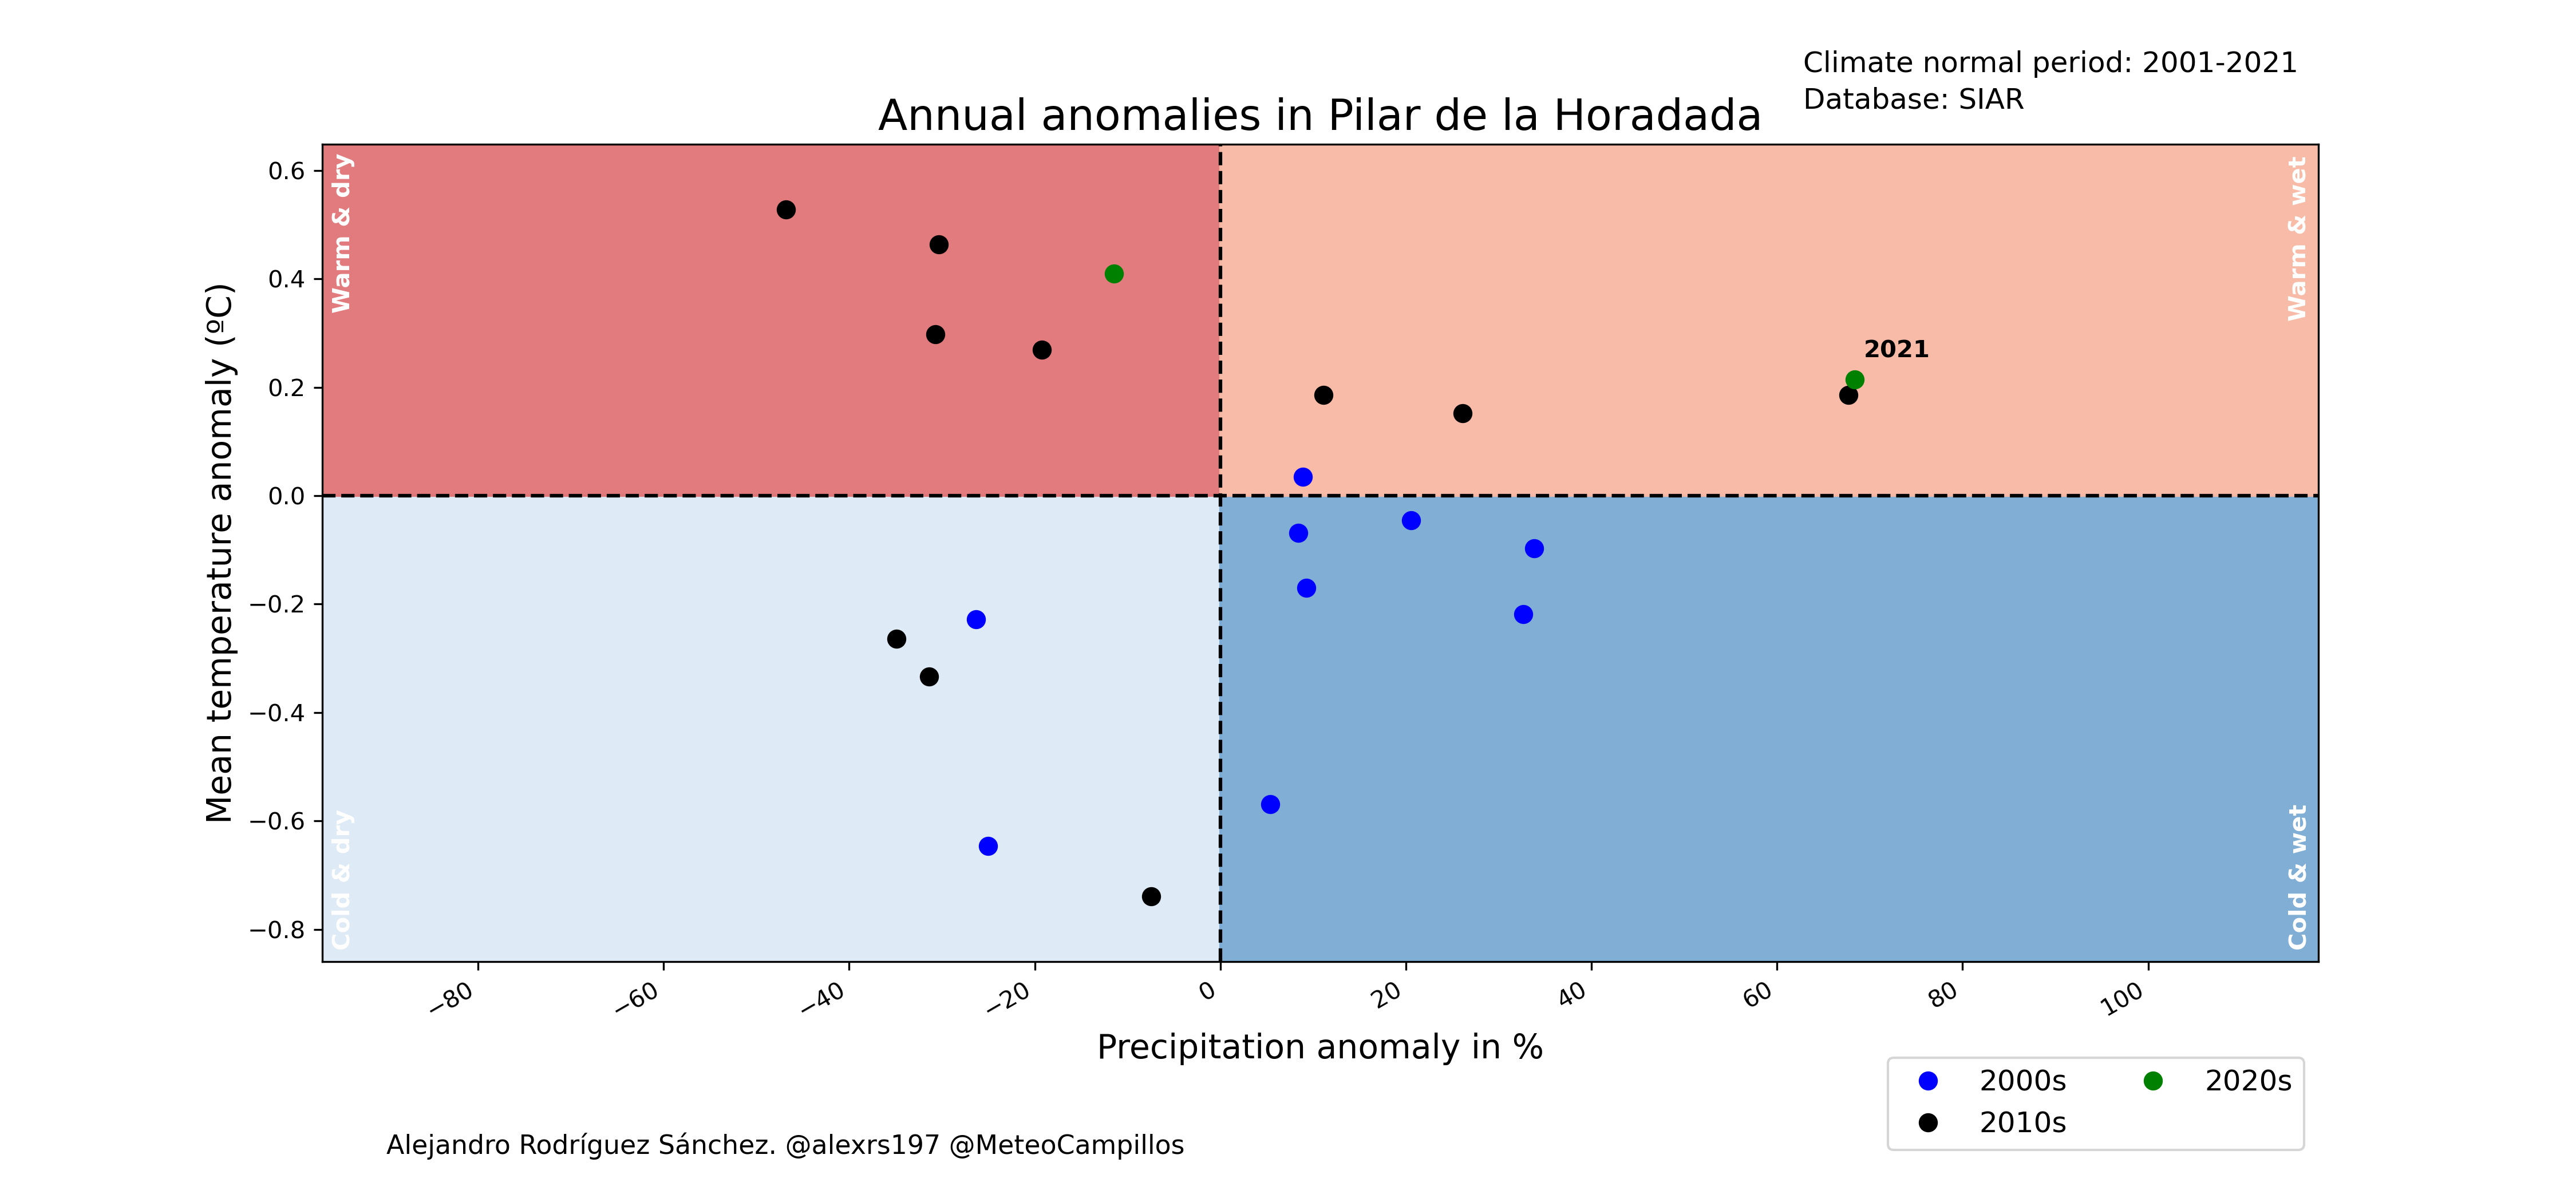 Climate normal period: 2001-2021
Database: SIAR
Annual anomalies in Pilar de la Horadada
Warm & dry
Warm & wet
Cold & dry
Cold & wet
2021
Mean temperature anomaly (ºC)
0.6
0.4
0.2
0.0
−0.2
−0.4
−0.6
−0.8
−80
−60
−40
−20
0
20
40
60
80
100
Precipitation anomaly in %
2000s
2010s
2020s
Alejandro Rodríguez Sánchez. @alexrs197 @MeteoCampillos